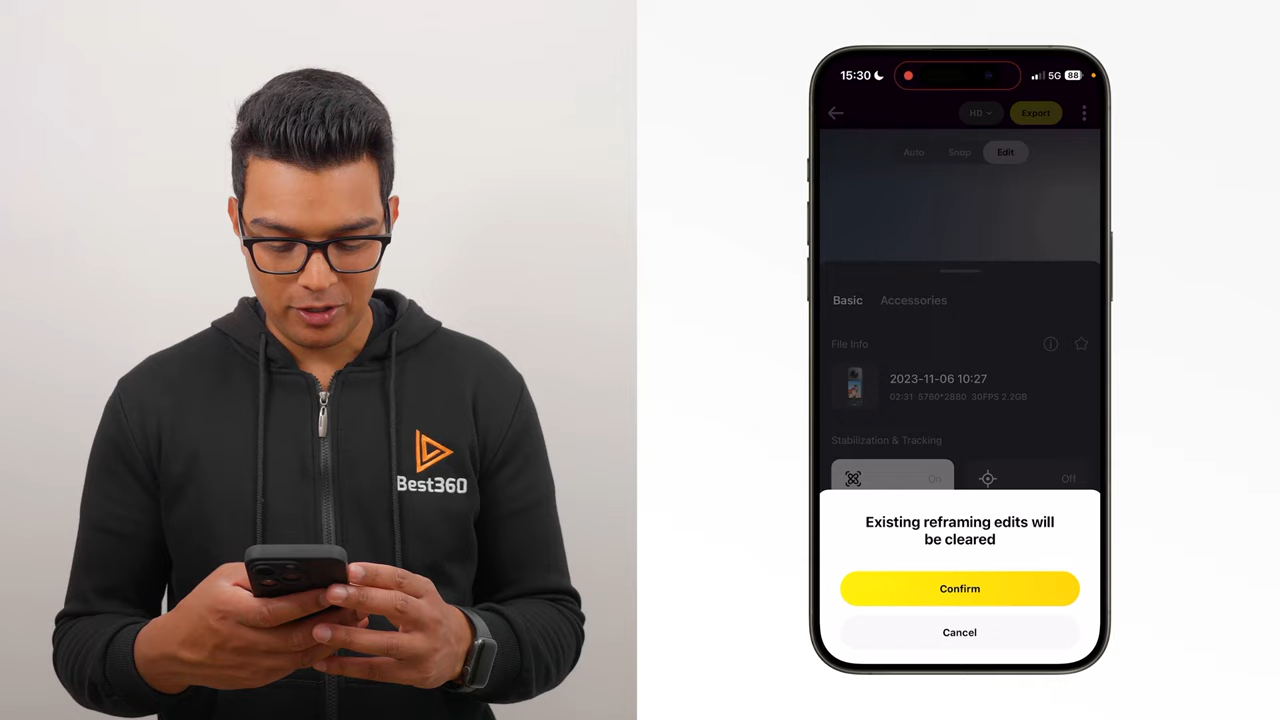 Best360
15:30
5G
88
HD
Export
Auto
Snap
Edit
Basic
Accessories
File Info
2023-11-06 10:27
02:31 5760*2880 30FPS 2.2GB
Stabilization & Tracking
On
Off
Existing reframing edits will
be cleared
Confirm
Cancel